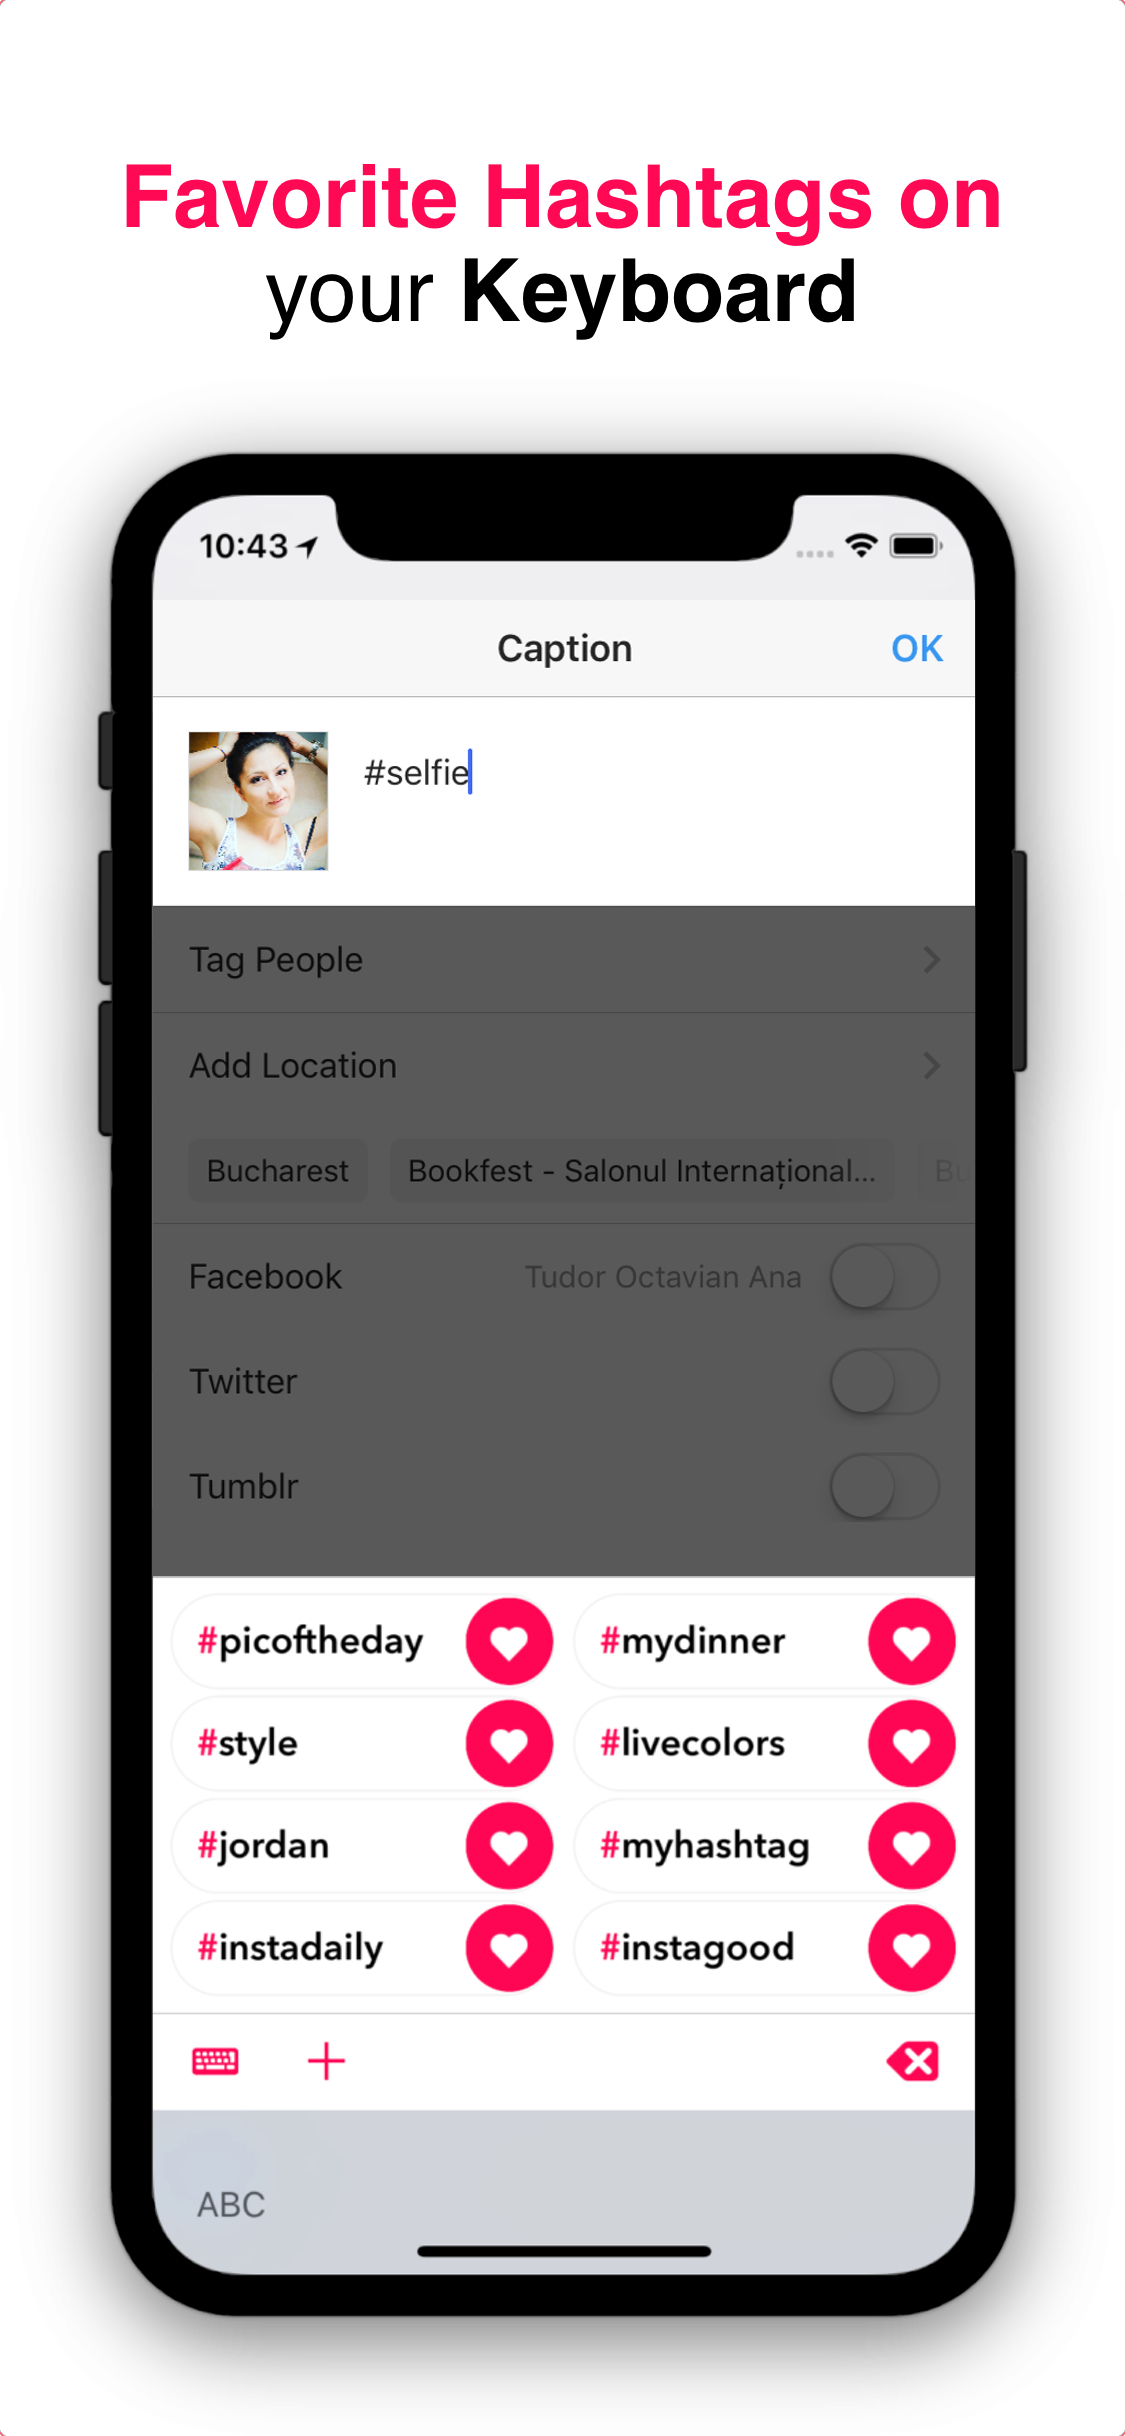 Favorite Hashtags on
your Keyboard
10:43
Caption
OK
#selfie
Tag People
Add Location
Bucharest
Bookfest - Salonul Internațional...
Bu
Facebook
Tudor Octavian Ana
Twitter
Tumblr
#picoftheday
#mydinner
#style
#livecolors
#jordan
#myhashtag
#instadaily
#instagood
ABC